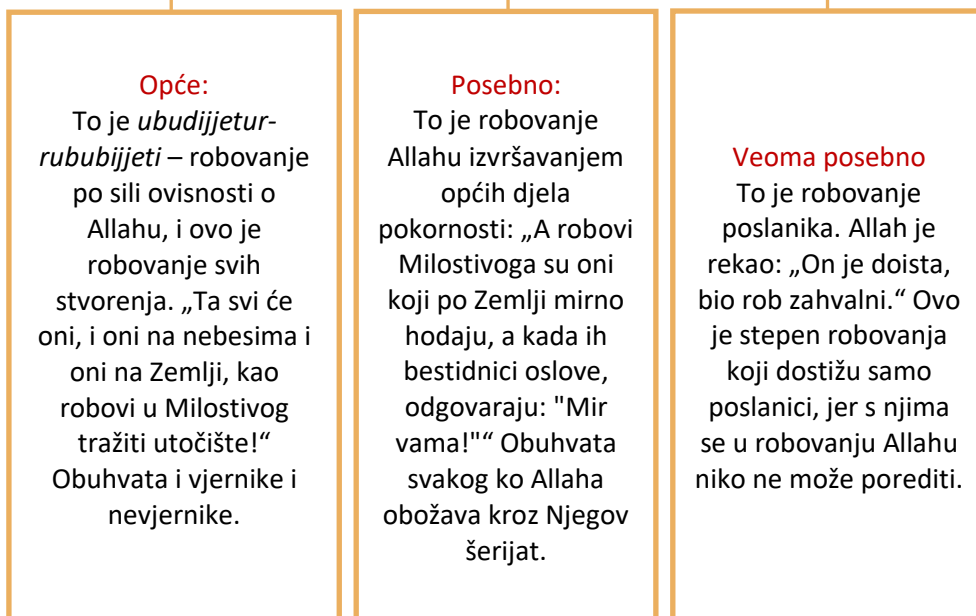 Opće:
To je ubudijjetur-
rububijjeti – robovanje
po sili ovisnosti o
Allahu, i ovo je
robovanje svih
stvorenja. „Ta svi će
oni, i oni na nebesima i
oni na Zemlji, kao
robovi u Milostivog
tražiti utočište!“
Obuhvata i vjernike i
nevjernike.
Posebno:
To je robovanje
Allahu izvršavanjem
općih djela
pokornosti: „A robovi
Milostivoga su oni
koji po Zemlji mirno
hodaju, a kada ih
bestidnici oslove,
odgovaraju: "Mir
vama!"“ Obuhvata
svakog ko Allaha
obožava kroz Njegov
šerijat.
Veoma posebno
To je robovanje
poslanika. Allah je
rekao: „On je doista,
bio rob zahvalni.“ Ovo
je stepen robovanja
koji dostižu samo
poslanici, jer s njima
se u robovanju Allahu
niko ne može porediti.